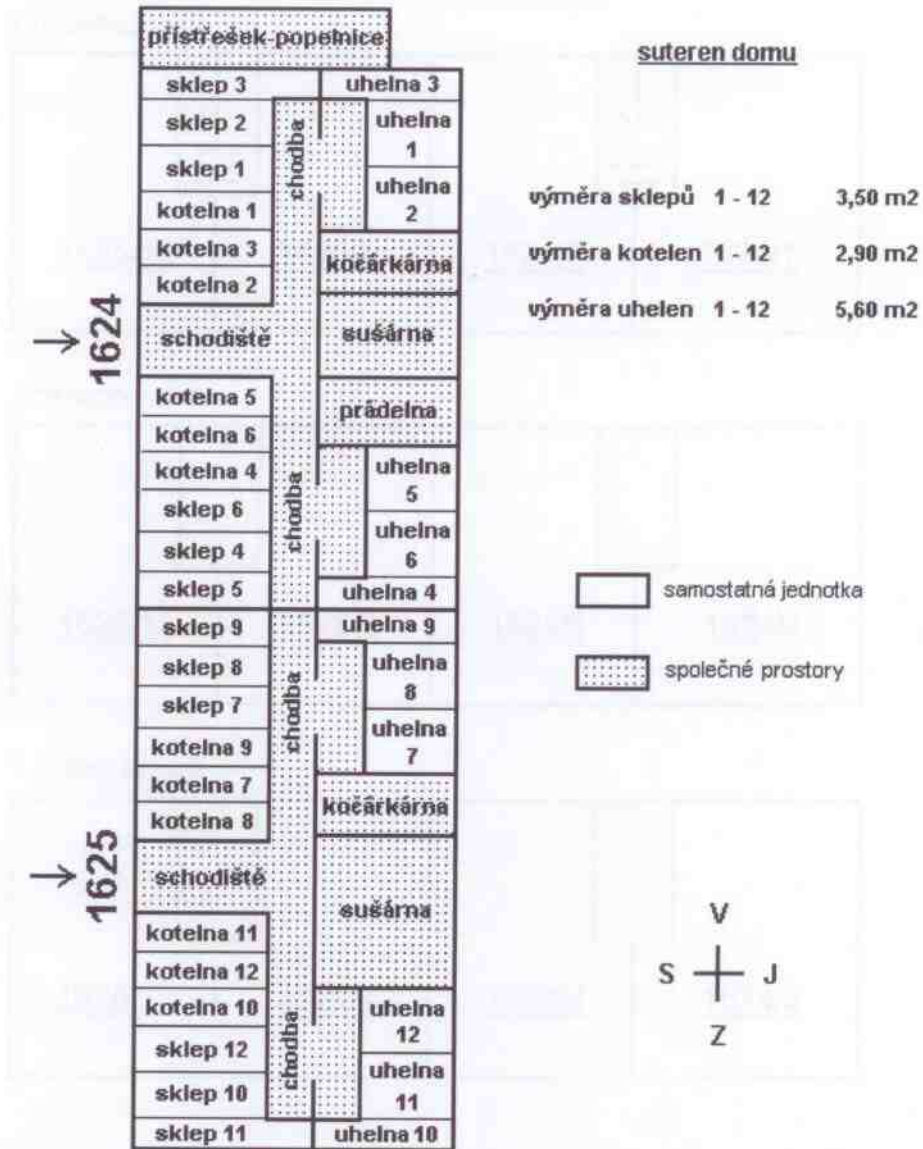 přístřešek popelnice
suteren domu
sklep 3
uhelna 3
sklep 2
chodba
uhelna
1
sklep 1
uhelna
2
výměra sklepů 1 - 12 3,50 m2
kotelna 1
kotelna 3
kočárkárna
výměra kotelen 1 - 12 2,90 m2
kotelna 2
výměra uhelen 1 - 12 5,60 m2
1624
schodiště
sušárna
kotelna 5
prádelna
kotelna 6
kotelna 4
chodba
uhelna
5
sklep 6
uhelna
6
sklep 4
sklep 5
uhelna 4
samostatná jednotka
sklep 9
uhelna 9
sklep 8
chodba
uhelna
8
společné prostory
sklep 7
uhelna
7
kotelna 9
kotelna 7
kočárkárna
kotelna 8
1625
schodiště
sušárna
V
S J
Z
kotelna 11
kotelna 12
kotelna 10
chodba
uhelna
12
sklep 12
uhelna
11
sklep 10
sklep 11
uhelna 10